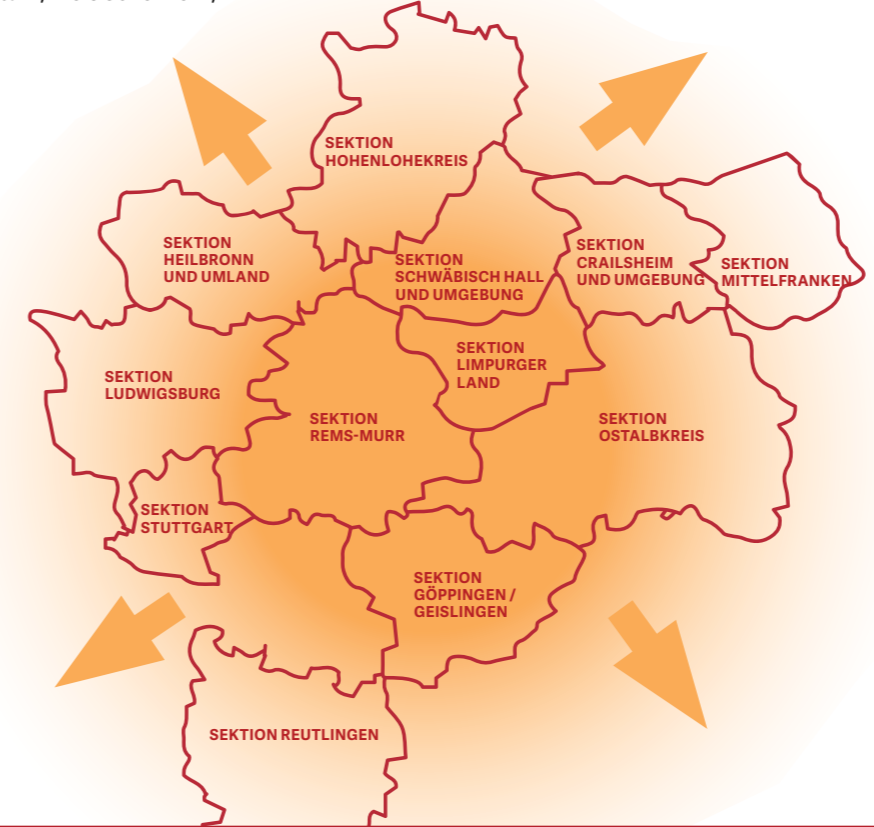 SEKTION
HOHENLOHEKREIS
SEKTION
HEILBRONN
UND UMLAND
SEKTION
SCHWÄBISCH HALL
UND UMGEBUNG
SEKTION
CRAILSHEIM
UND UMGEBUNG
SEKTION
MITTELFRANKEN
SEKTION
LUDWIGSBURG
SEKTION
LIMPURGER
LAND
SEKTION
REMS-MURR
SEKTION
OSTALBKREIS
SEKTION
STUTTGART
SEKTION
GÖPPINGEN /
GEISLINGEN
SEKTION REUTLINGEN